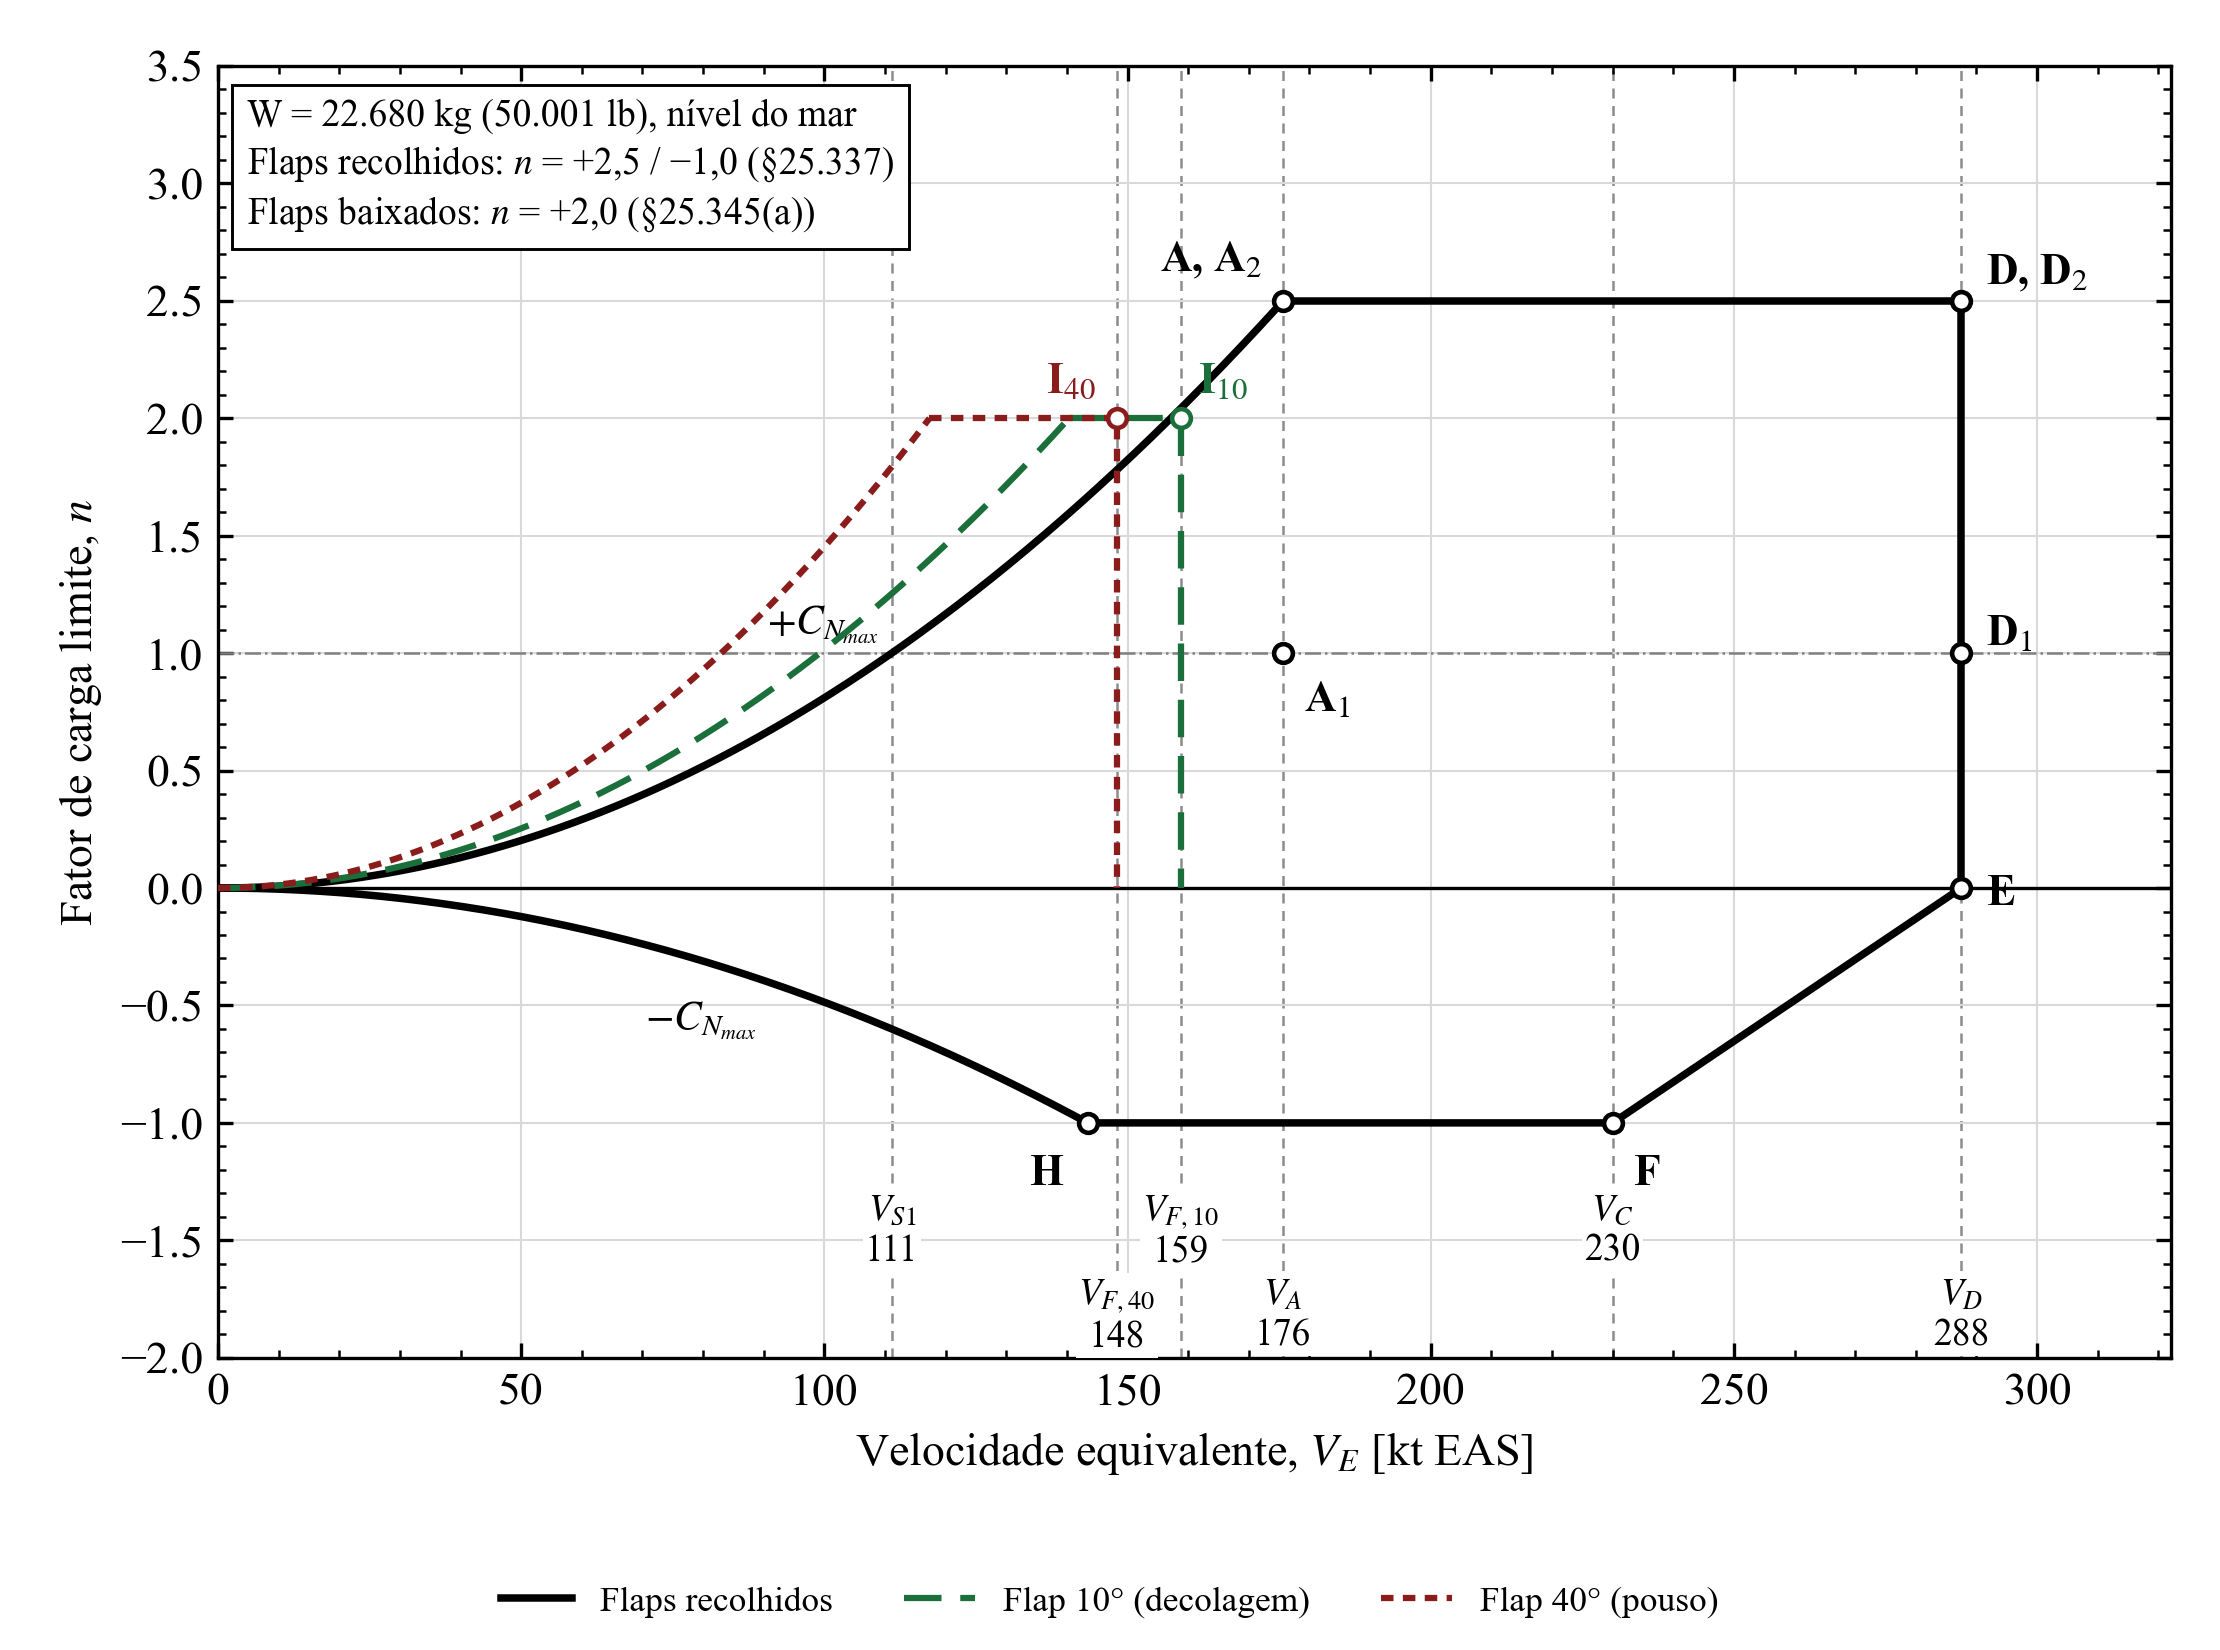 W = 22.680 kg (50.001 lb), nível do mar
Flaps recolhidos: n = +2,5 / −1,0 (§25.337)
Flaps baixados: n = +2,0 (§25.345(a))
3.5
3.0
2.5
2.0
1.5
1.0
0.5
0.0
−0.5
−1.0
−1.5
−2.0
Fator de carga limite, n
A, A2
D, D2
I40
I10
+CNmax
D1
A1
E
−CNmax
H
F
VS1
111
VF,10
159
VC
230
VF,40
148
VA
176
VD
288
0 50 100 150 200 250 300
Velocidade equivalente, VE [kt EAS]
Flaps recolhidos
Flap 10° (decolagem)
Flap 40° (pouso)